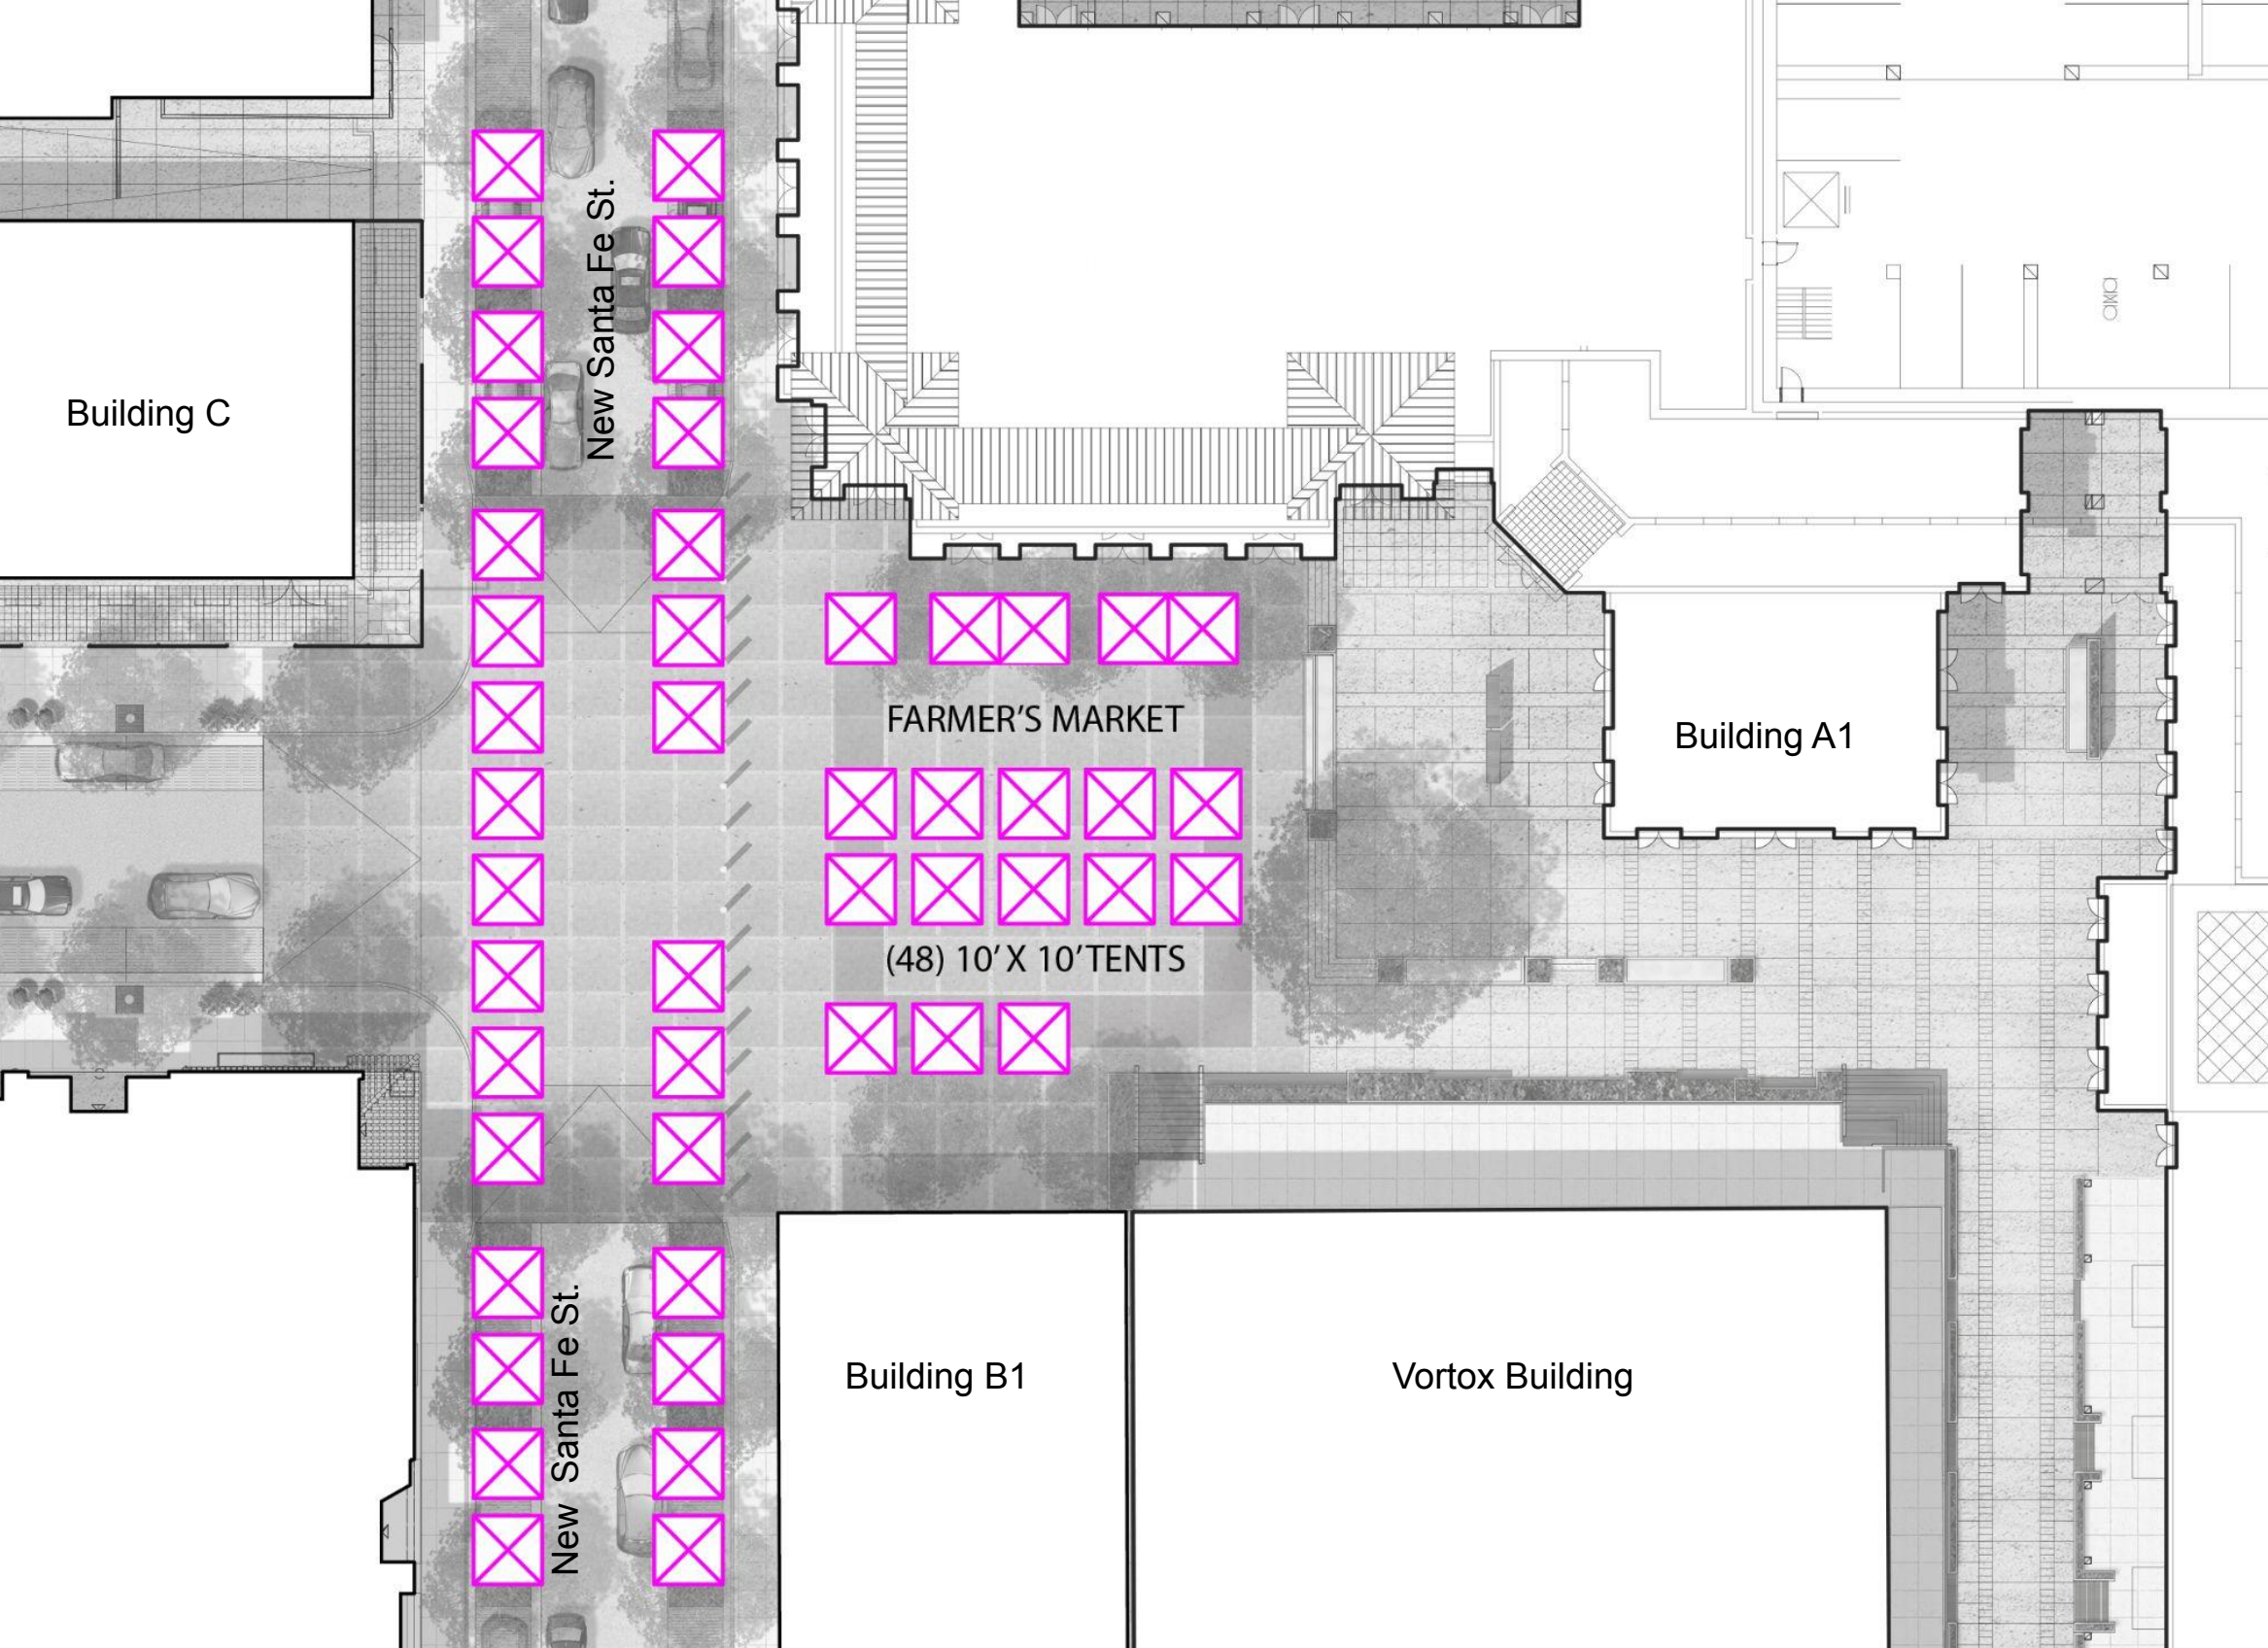 New Santa Fe St.
Building C
FARMER'S MARKET
Building A1
(48) 10' X 10' TENTS
New Santa Fe St.
Building B1
Vortox Building